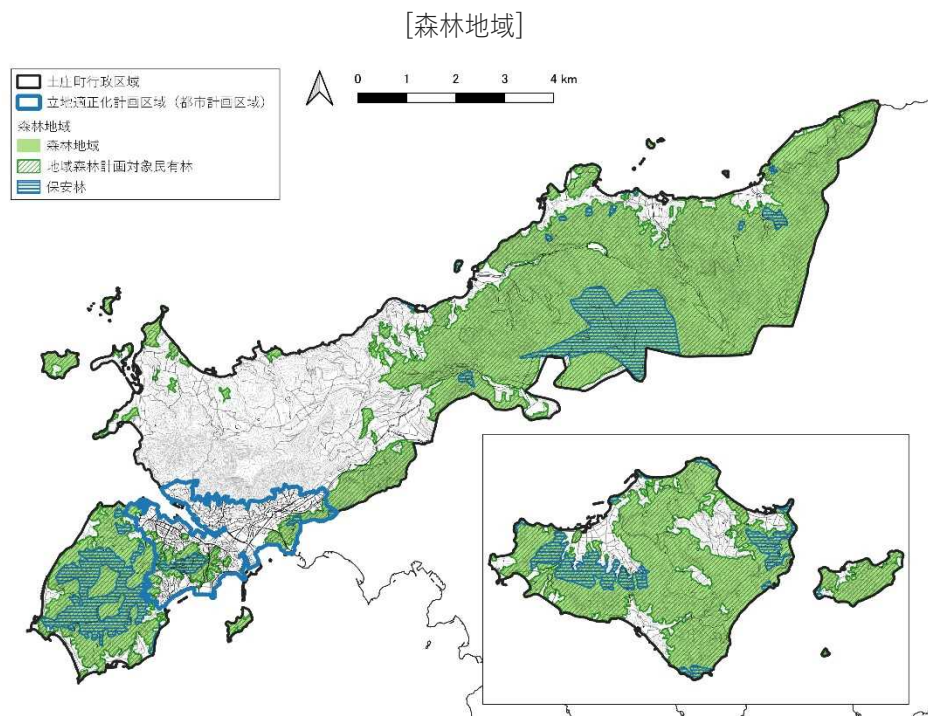 [森林地域]
土庄町行政区域
立地適正化計画区域（都市計画区域）
森林地域
森林地域
地域森林計画対象民有林
保安林
0 1 2 3 4 km